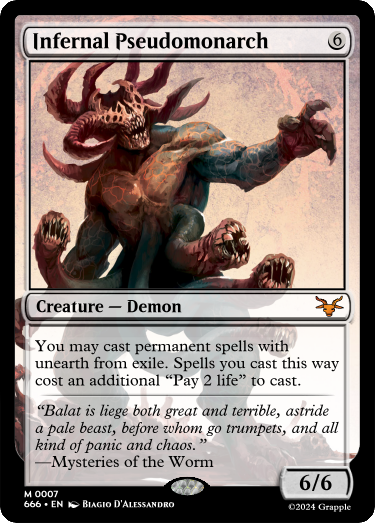 Infernal Pseudomonarch 6
Creature — Demon
You may cast permanent spells with
unearth from exile. Spells you cast this way
cost an additional “Pay 2 life” to cast.
“Balat is liege both great and terrible, astride
a pale beast, before whom go trumpets, and all
kind of panic and chaos.”
—Mysteries of the Worm
6/6
M 0007
666 • EN Biagio D'Alessandro
©2024 Grapple